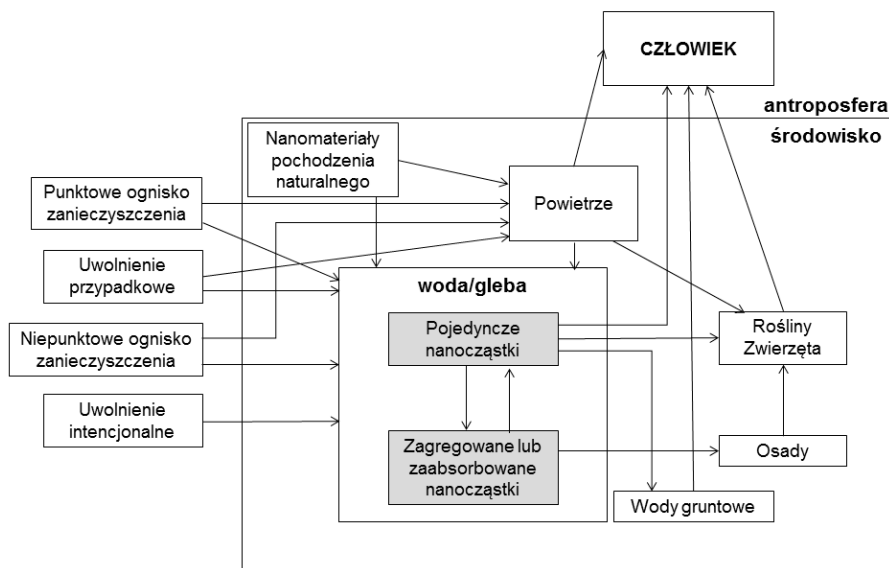 CZŁOWIEK
antroposfera
środowisko
Nanomateriały
pochodzenia
naturalnego
Powietrze
Punktowe ognisko
zanieczyszczenia
Uwolnienie
przypadkowe
Niepunktowe ognisko
zanieczyszczenia
Uwolnienie
intencjonalne
woda/gleba
Pojedyncze
nanocząstki
Zagregowane lub
zaabsorbowane
nanocząstki
Rośliny
Zwierzęta
Osady
Wody gruntowe